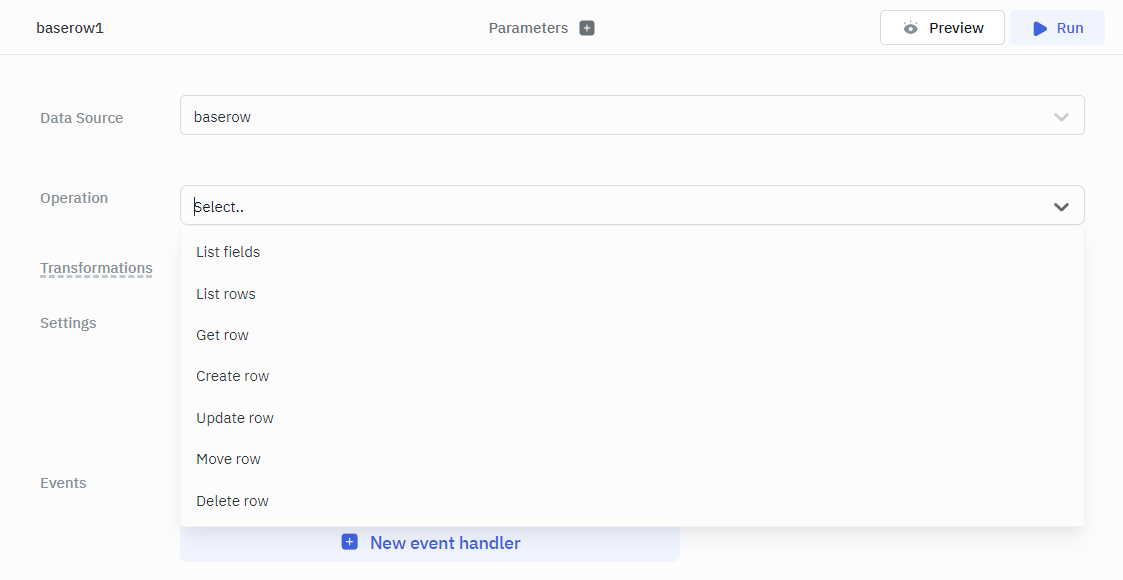 baserow1
Parameters
Preview
Run
Data Source
baserow
Operation
Select..
List fields
Transformations
List rows
Settings
Get row
Create row
Update row
Move row
Events
Delete row
New event handler